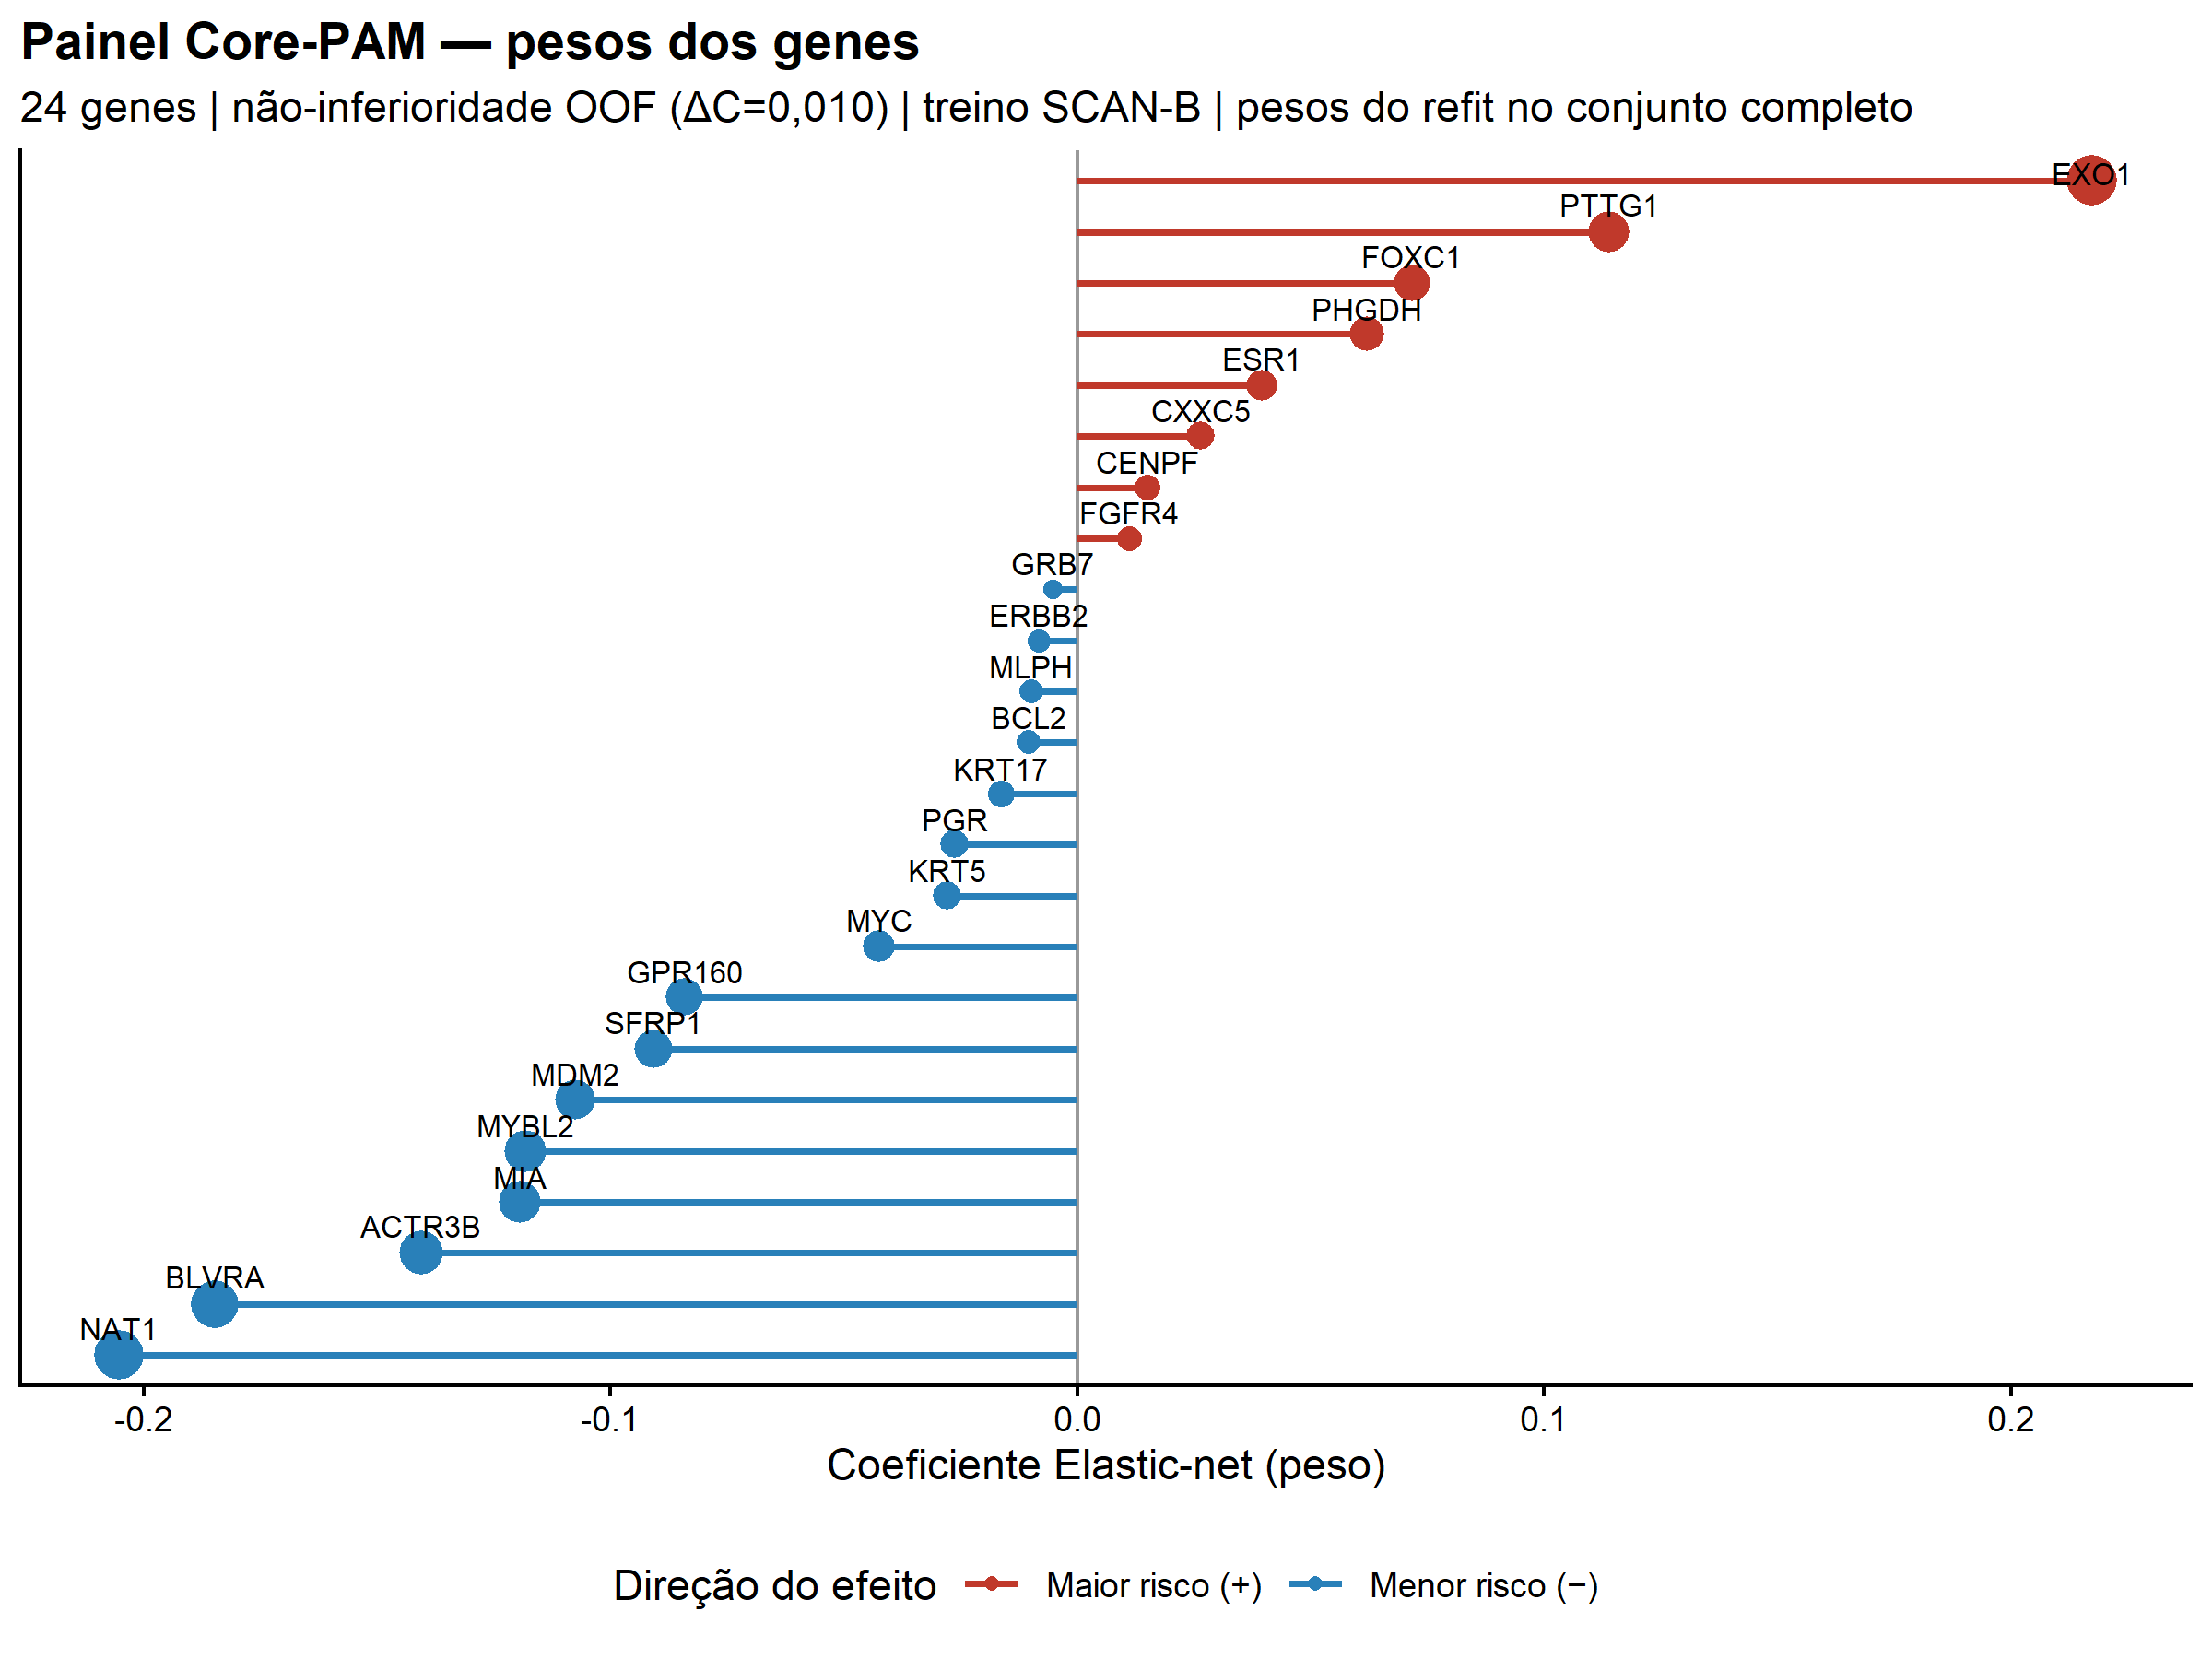 Painel Core-PAM — pesos dos genes
24 genes | não-inferioridade OOF (ΔC=0,010) | treino SCAN-B | pesos do refit no conjunto completo
EXO1
PTTG1
FOXC1
PHGDH
ESR1
CXXC5
CENPF
FGFR4
GRB7
ERBB2
MLPH
BCL2
KRT17
PGR
KRT5
MYC
GPR160
SFRP1
MDM2
MYBL2
MIA
ACTR3B
BLVRA
NAT1
-0.2 -0.1 0.0 0.1 0.2
Coeficiente Elastic-net (peso)
Direção do efeito Maior risco (+) Menor risco (−)